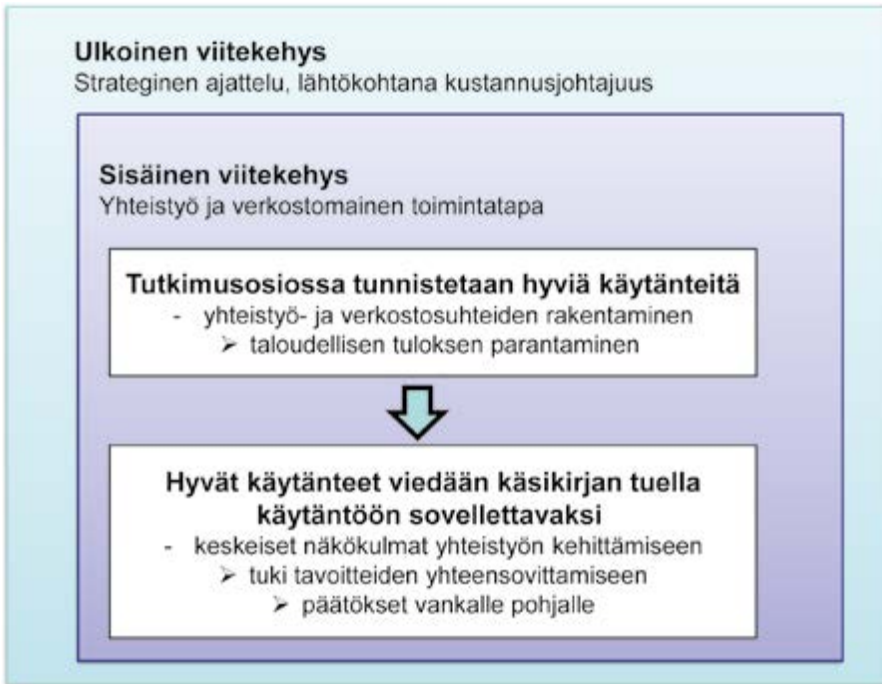 Ulkoinen viitekehys
Strateginen ajattelu, lähtökohtana kustannusjohtajuus
Sisäinen viitekehys
Yhteistyö ja verkostomainen toimintatapa
Tutkimusosiossa tunnistetaan hyviä käytänteitä
- yhteistyö- ja verkostosuhteiden rakentaminen
➢ taloudellisen tuloksen parantaminen
Hyvät käytänteet viedään käsikirjan tuella
käytäntöön sovellettavaksi
- keskeiset näkökulmat yhteistyön kehittämiseen
➢ tuki tavoitteiden yhteensovittamiseen
➢ päätökset vankalle pohjalle